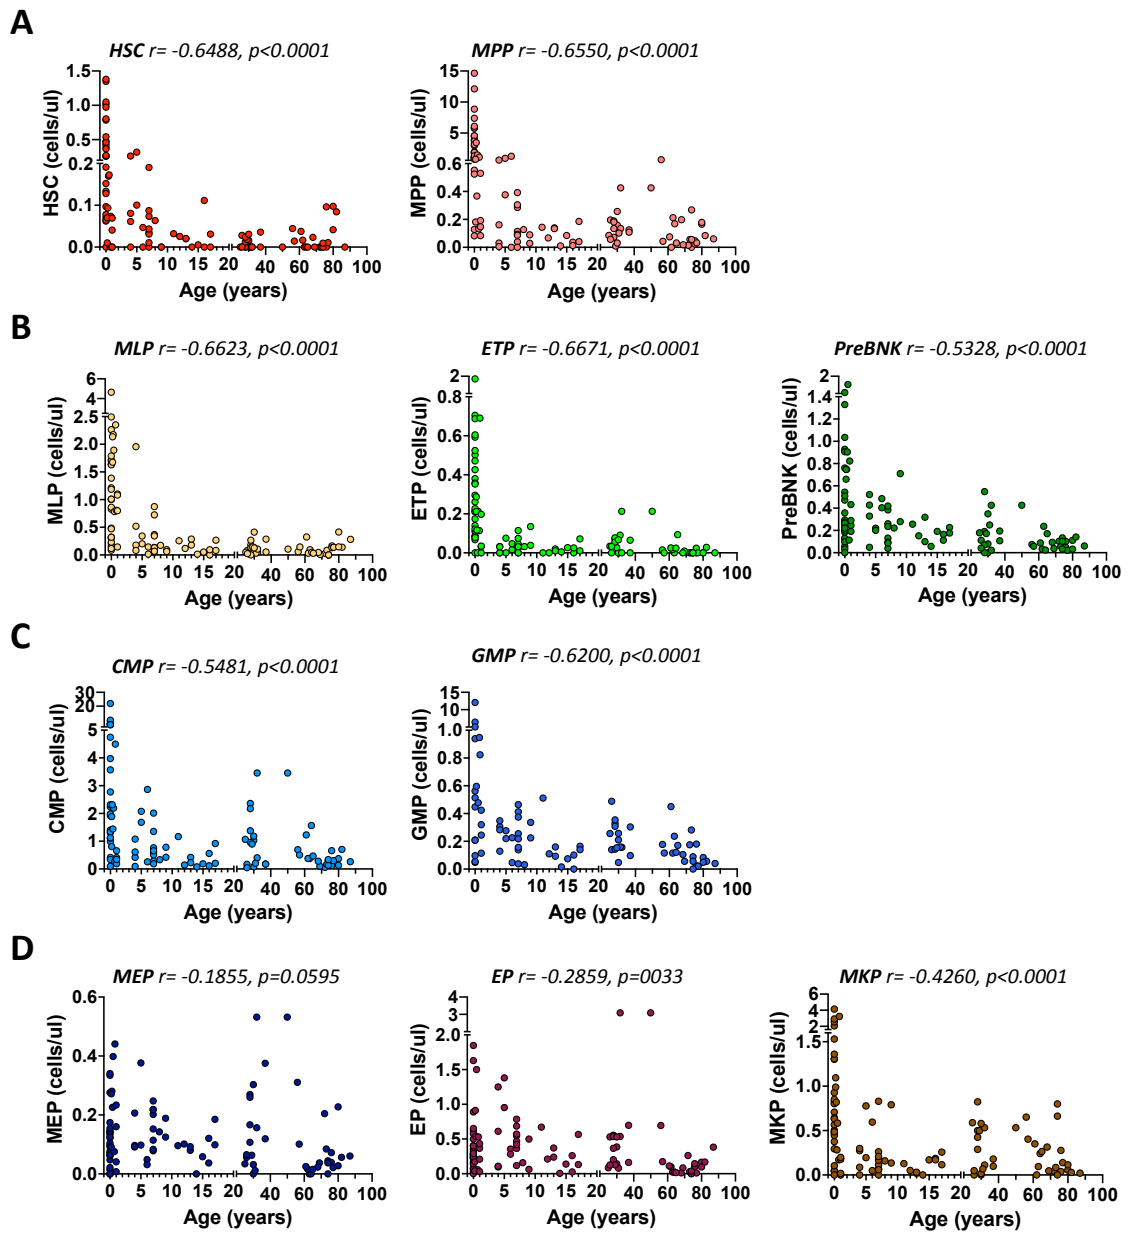 A
HSC r= -0.6488, p<0.0001
HSC (cells/ul)
1.5
1.0
0.5
0.2
0.1
0.0
0 5 10 15 20 40 60 80 100
Age (years)
MPP r= -0.6550, p<0.0001
MPP (cells/ul)
15
10
5
0.6
0.4
0.2
0.0
0 5 10 15 20 40 60 80 100
Age (years)
B
MLP r= -0.6623, p<0.0001
MLP (cells/ul)
6
4
2.5
2.0
1.5
1.0
0.5
0.0
0 5 10 15 20 40 60 80 100
Age (years)
ETP r= -0.6671, p<0.0001
ETP (cells/ul)
2
0.8
0.6
0.4
0.2
0.0
0 5 10 15 20 40 60 80 100
Age (years)
PreBNK r= -0.5328, p<0.0001
PreBNK (cells/ul)
2
1.4
1.2
1.0
0.8
0.6
0.4
0.2
0.0
0 5 10 15 20 40 60 80 100
Age (years)
C
CMP r= -0.5481, p<0.0001
CMP (cells/ul)
30
20
5
4
3
2
1
0
0 5 10 15 20 40 60 80 100
Age (years)
GMP r= -0.6200, p<0.0001
GMP (cells/ul)
15
10
1.0
0.8
0.6
0.4
0.2
0.0
0 5 10 15 20 40 60 80 100
Age (years)
D
MEP r= -0.1855, p=0.0595
MEP (cells/ul)
0.6
0.4
0.2
0.0
0 5 10 15 20 40 60 80 100
Age (years)
EP r= -0.2859, p=0033
EP (cells/ul)
4
3
2.0
1.5
1.0
0.5
0.0
0 5 10 15 20 40 60 80 100
Age (years)
MKP r= -0.4260, p<0.0001
MKP (cells/ul)
6
4
2
1.5
1.0
0.5
0.0
0 5 10 15 20 40 60 80 100
Age (years)